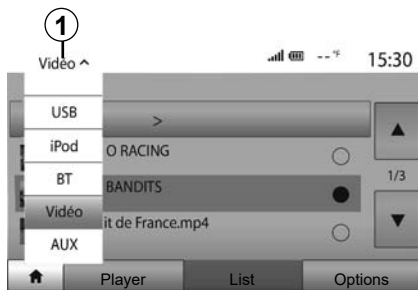 1
Vidéo ^
--°F
15:30
USB
>
iPod
O RACING
BT
BANDITS
1/3
Vidéo
it de France.mp4
AUX
Player
List
Options